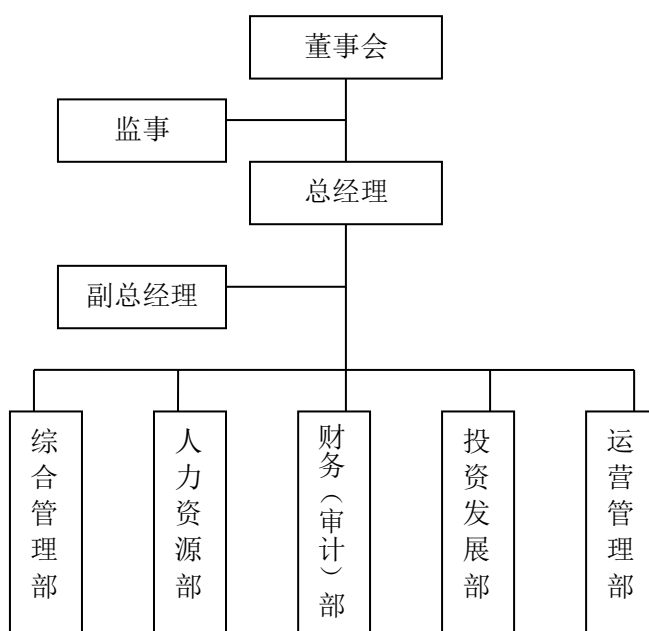 董事会
监事
总经理
副总经理
综合管理部
人力资源部
财务（审计）部
投资发展部
运营管理部